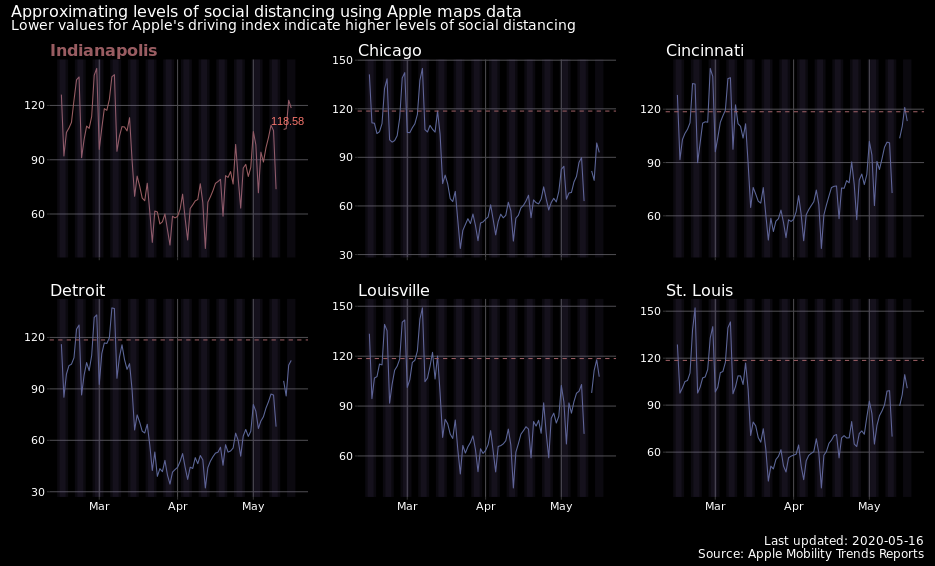 Approximating levels of social distancing using Apple maps data
Lower values for Apple's driving index indicate higher levels of social distancing
Indianapolis
Chicago
Cincinnati
120
90
60
118.58
150
120
90
60
30
120
90
60
Detroit
Louisville
St. Louis
120
90
60
30
150
120
90
60
150
120
90
60
Mar Apr May
Mar Apr May
Mar Apr May
Last updated: 2020-05-16
Source: Apple Mobility Trends Reports